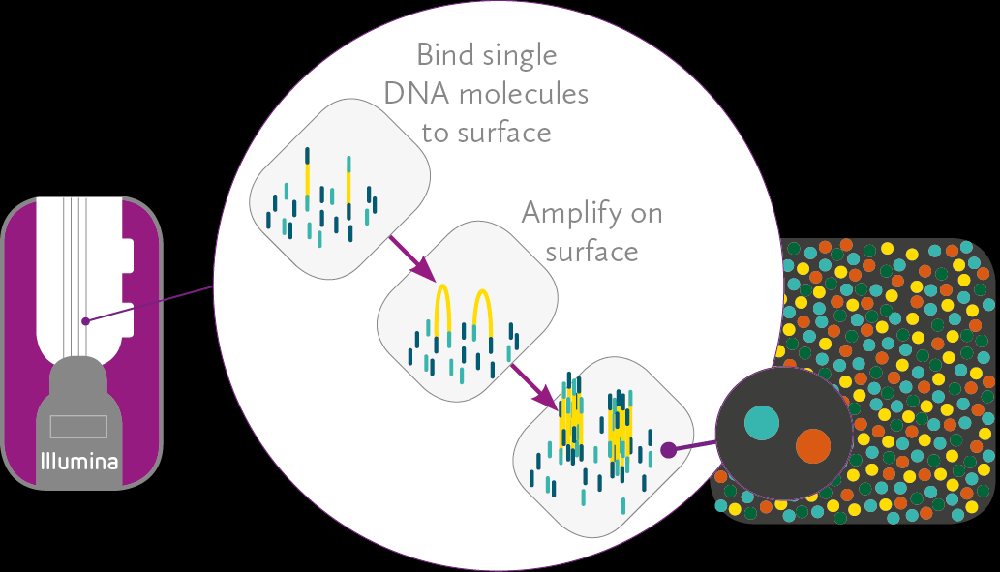 Bind single
DNA molecules
to surface
Amplify on
surface
Illumina